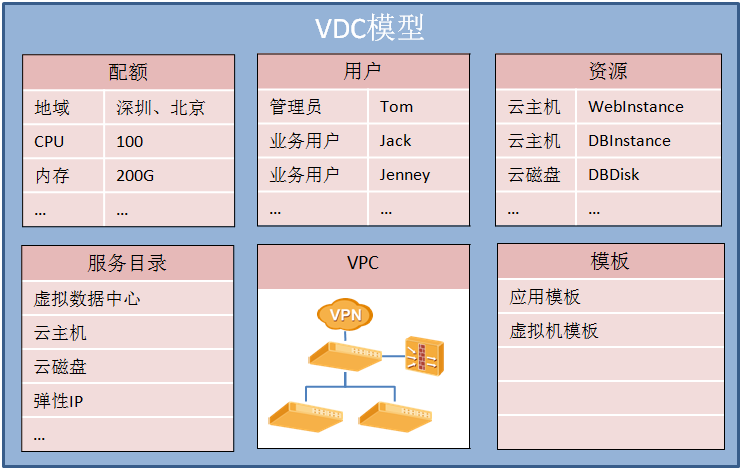 VDC模型
配额
地域 深圳、北京
CPU 100
内存 200G
... ...
用户
管理员 Tom
业务用户 Jack
业务用户 Jenney
... ...
资源
云主机 WebInstance
云主机 DBInstance
云磁盘 DBDisk
... ...
服务目录
虚拟数据中心
云主机
云磁盘
弹性IP
...
VPC
VPN
模板
应用模板
虚拟机模板